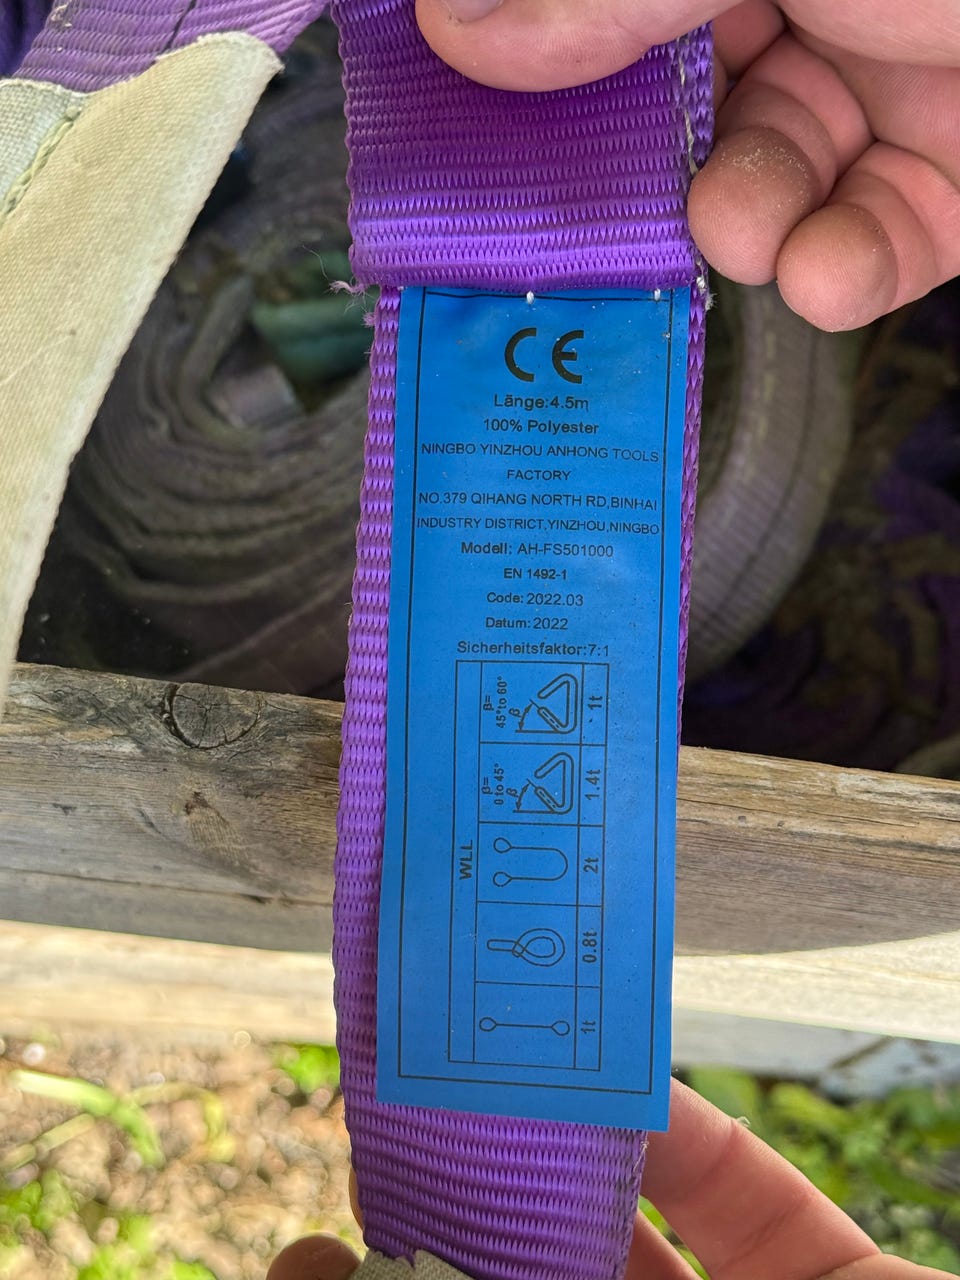 CE
Länge:4.5m
100% Polyester
NINGBO YINZHOU ANHONG TOOLS
FACTORY
NO.379 QIHANG NORTH RD,BINHAI
INDUSTRY DISTRICT,YINZHOU,NINGBO
Modell: AH-FS501000
EN 1492-1
Code: 2022.03
Datum: 2022
Sicherheitsfaktor:7:1
WLL
1t
0.8t
2t
β=
0 to 45°
β
1.4t
β=
45°to 60°
β
1t